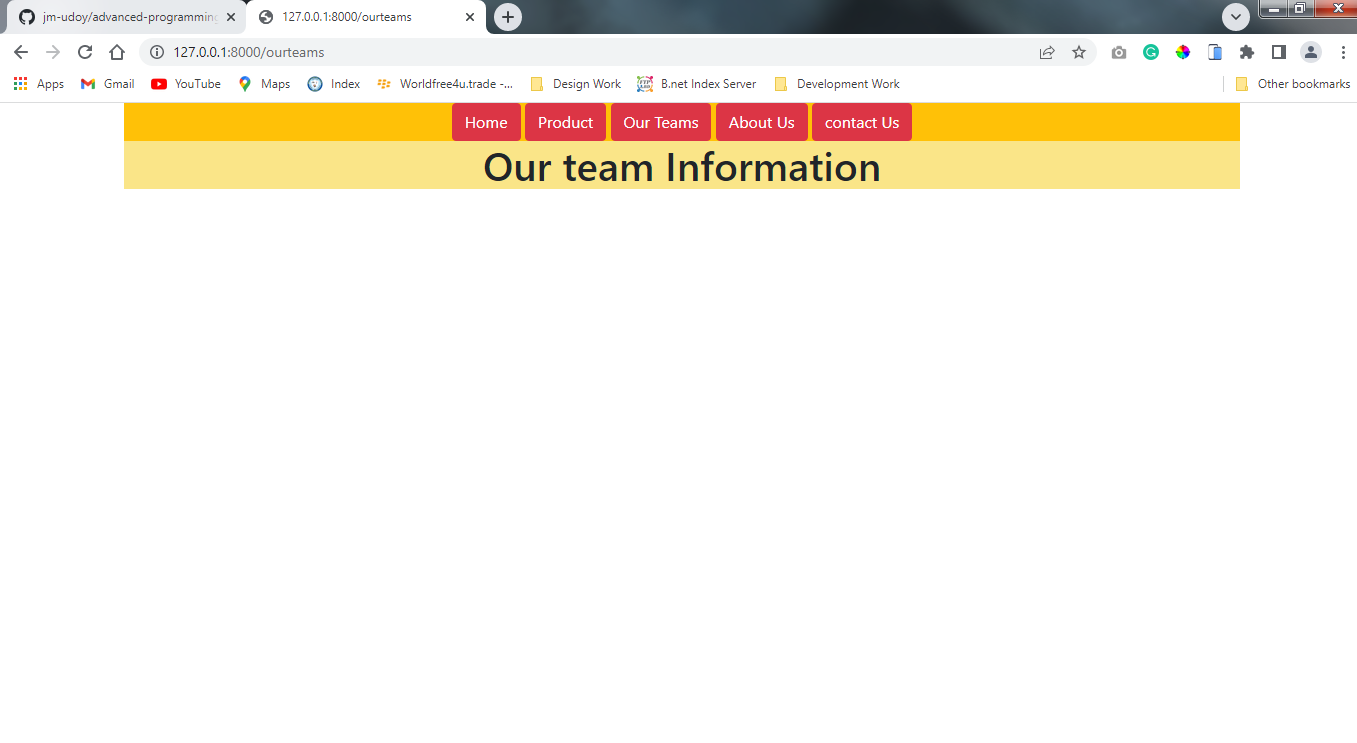 jm-udoy/advanced-programming
127.0.0.1:8000/ourteams
127.0.0.1:8000/ourteams
Apps Gmail YouTube Maps Index Worldfree4u.trade -... Design Work B.net Index Server Development Work Other bookmarks
Home Product Our Teams About Us contact Us
Our team Information